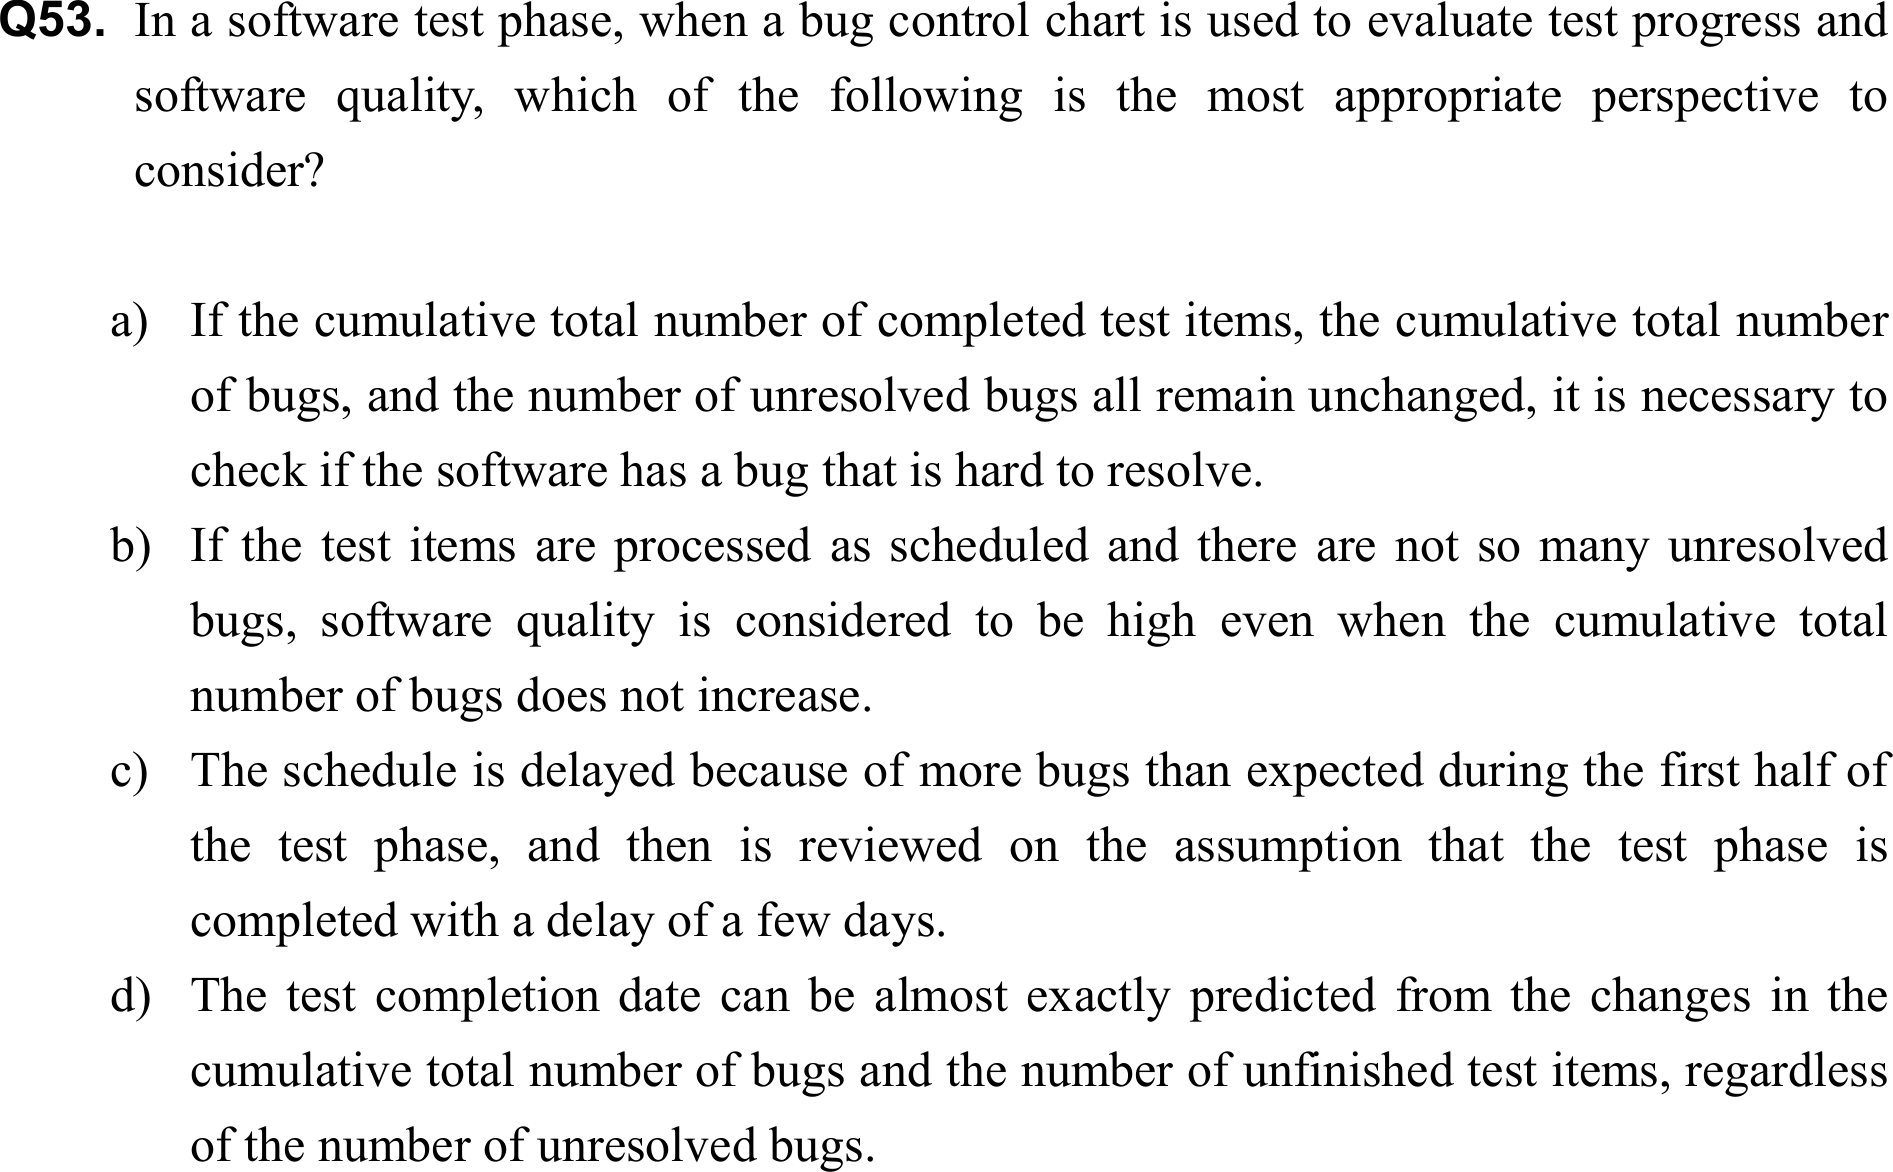 Q53. In a software test phase, when a bug control chart is used to evaluate test progress and
software quality, which of the following is the most appropriate perspective to
consider?
a) If the cumulative total number of completed test items, the cumulative total number
of bugs, and the number of unresolved bugs all remain unchanged, it is necessary to
check if the software has a bug that is hard to resolve.
b) If the test items are processed as scheduled and there are not so many unresolved
bugs, software quality is considered to be high even when the cumulative total
number of bugs does not increase.
c) The schedule is delayed because of more bugs than expected during the first half of
the test phase, and then is reviewed on the assumption that the test phase is
completed with a delay of a few days.
d) The test completion date can be almost exactly predicted from the changes in the
cumulative total number of bugs and the number of unfinished test items, regardless
of the number of unresolved bugs.